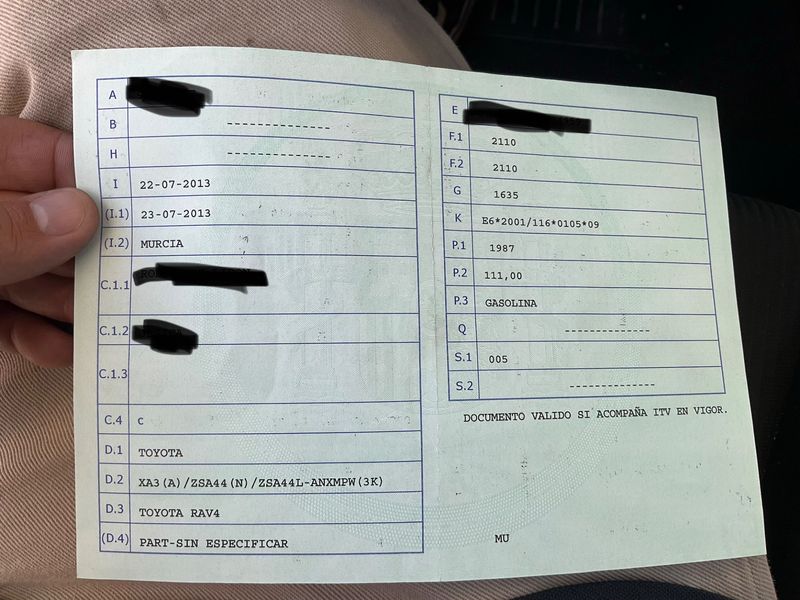 A
B --------------
H --------------
I 22-07-2013
(I.1) 23-07-2013
(I.2) MURCIA
C.1.1
C.1.2
C.1.3
C.4 c
D.1 TOYOTA
D.2 XA3(A)/ZSA44(N)/ZSA44L-ANXMPW(3K)
D.3 TOYOTA RAV4
(D.4) PART-SIN ESPECIFICAR
E
F.1 2110
F.2 2110
G 1635
K E6*2001/116*0105*09
P.1 1987
P.2 111,00
P.3 GASOLINA
Q --------------
S.1 005
S.2 --------------
DOCUMENTO VALIDO SI ACOMPAÑA ITV EN VIGOR.
MU